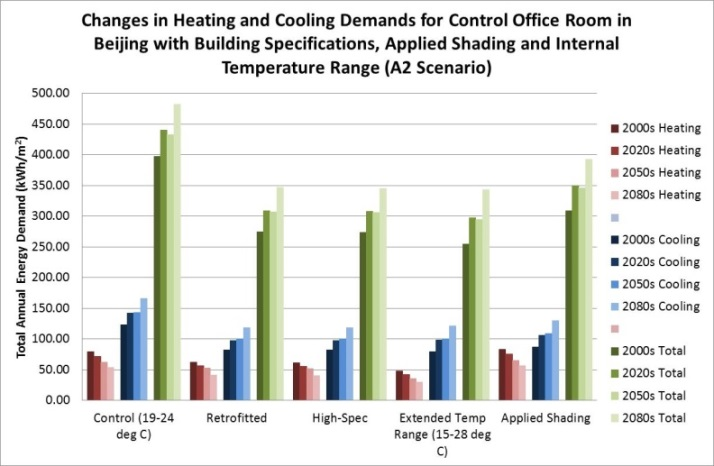 Changes in Heating and Cooling Demands for Control Office Room in
Beijing with Building Specifications, Applied Shading and Internal
Temperature Range (A2 Scenario)
Total Annual Energy Demand (kWh/m²)
500.00
450.00
400.00
350.00
300.00
250.00
200.00
150.00
100.00
50.00
0.00
Control (19-24
deg C)
Retrofitted
High-Spec
Extended Temp
Range (15-28 deg
C)
Applied Shading
2000s Heating
2020s Heating
2050s Heating
2080s Heating
2000s Cooling
2020s Cooling
2050s Cooling
2080s Cooling
2000s Total
2020s Total
2050s Total
2080s Total